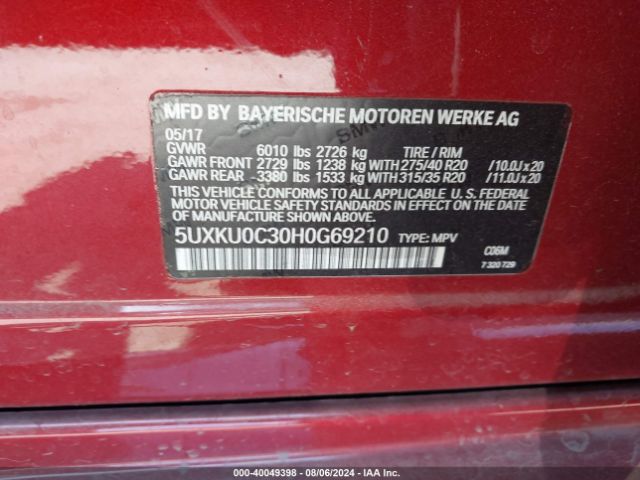 MFD BY BAYERISCHE MOTOREN WERKE AG
05/17
GVWR 6010 lbs 2726 kg TIRE / RIM
GAWR FRONT 2729 lbs 1238 kg WITH 275/40 R20 /10.0J x 20
GAWR REAR -3380 lbs 1533 kg WITH 315/35 R20 /11.0J x 20
THIS VEHICLE CONFORMS TO ALL APPLICABLE U. S. FEDERAL
MOTOR VEHICLE SAFETY STANDARDS IN EFFECT
ON THE DATE OF MANUFACTURE SHOWN ABOVE.
5UXKU0C30H0G69210 TYPE: MPV
C06M
7 320 729
000-40049398 - 08/06/2024 - IAA Inc.